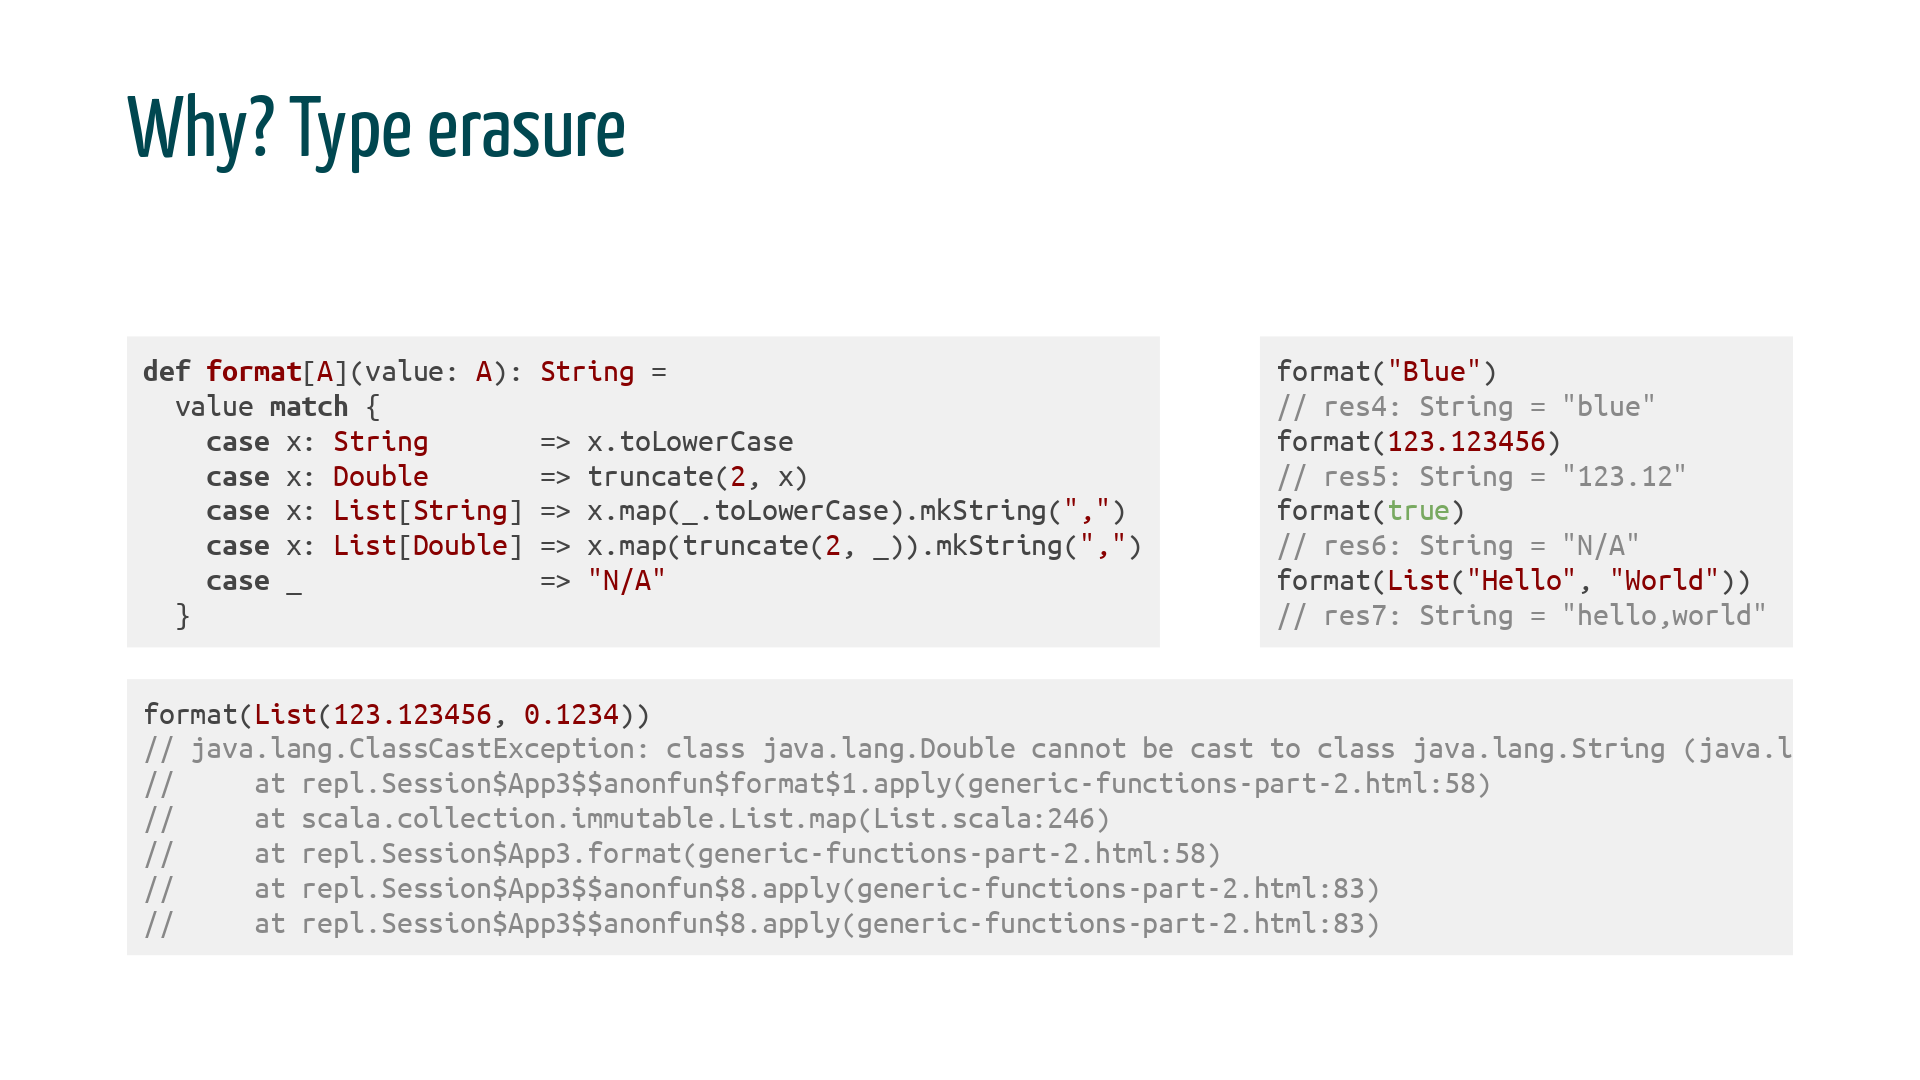 Why? Type erasure
def format[A](value: A): String =
  value match {
    case x: String       => x.toLowerCase
    case x: Double       => truncate(2, x)
    case x: List[String] => x.map(_.toLowerCase).mkString(",")
    case x: List[Double] => x.map(truncate(2, _)).mkString(",")
    case _               => "N/A"
  }
format("Blue")
// res4: String = "blue"
format(123.123456)
// res5: String = "123.12"
format(true)
// res6: String = "N/A"
format(List("Hello", "World"))
// res7: String = "hello,world"
format(List(123.123456, 0.1234))
// java.lang.ClassCastException: class java.lang.Double cannot be cast to class java.lang.String (java.l
//     at repl.Session$App3$$anonfun$format$1.apply(generic-functions-part-2.html:58)
//     at scala.collection.immutable.List.map(List.scala:246)
//     at repl.Session$App3.format(generic-functions-part-2.html:58)
//     at repl.Session$App3$$anonfun$8.apply(generic-functions-part-2.html:83)
//     at repl.Session$App3$$anonfun$8.apply(generic-functions-part-2.html:83)